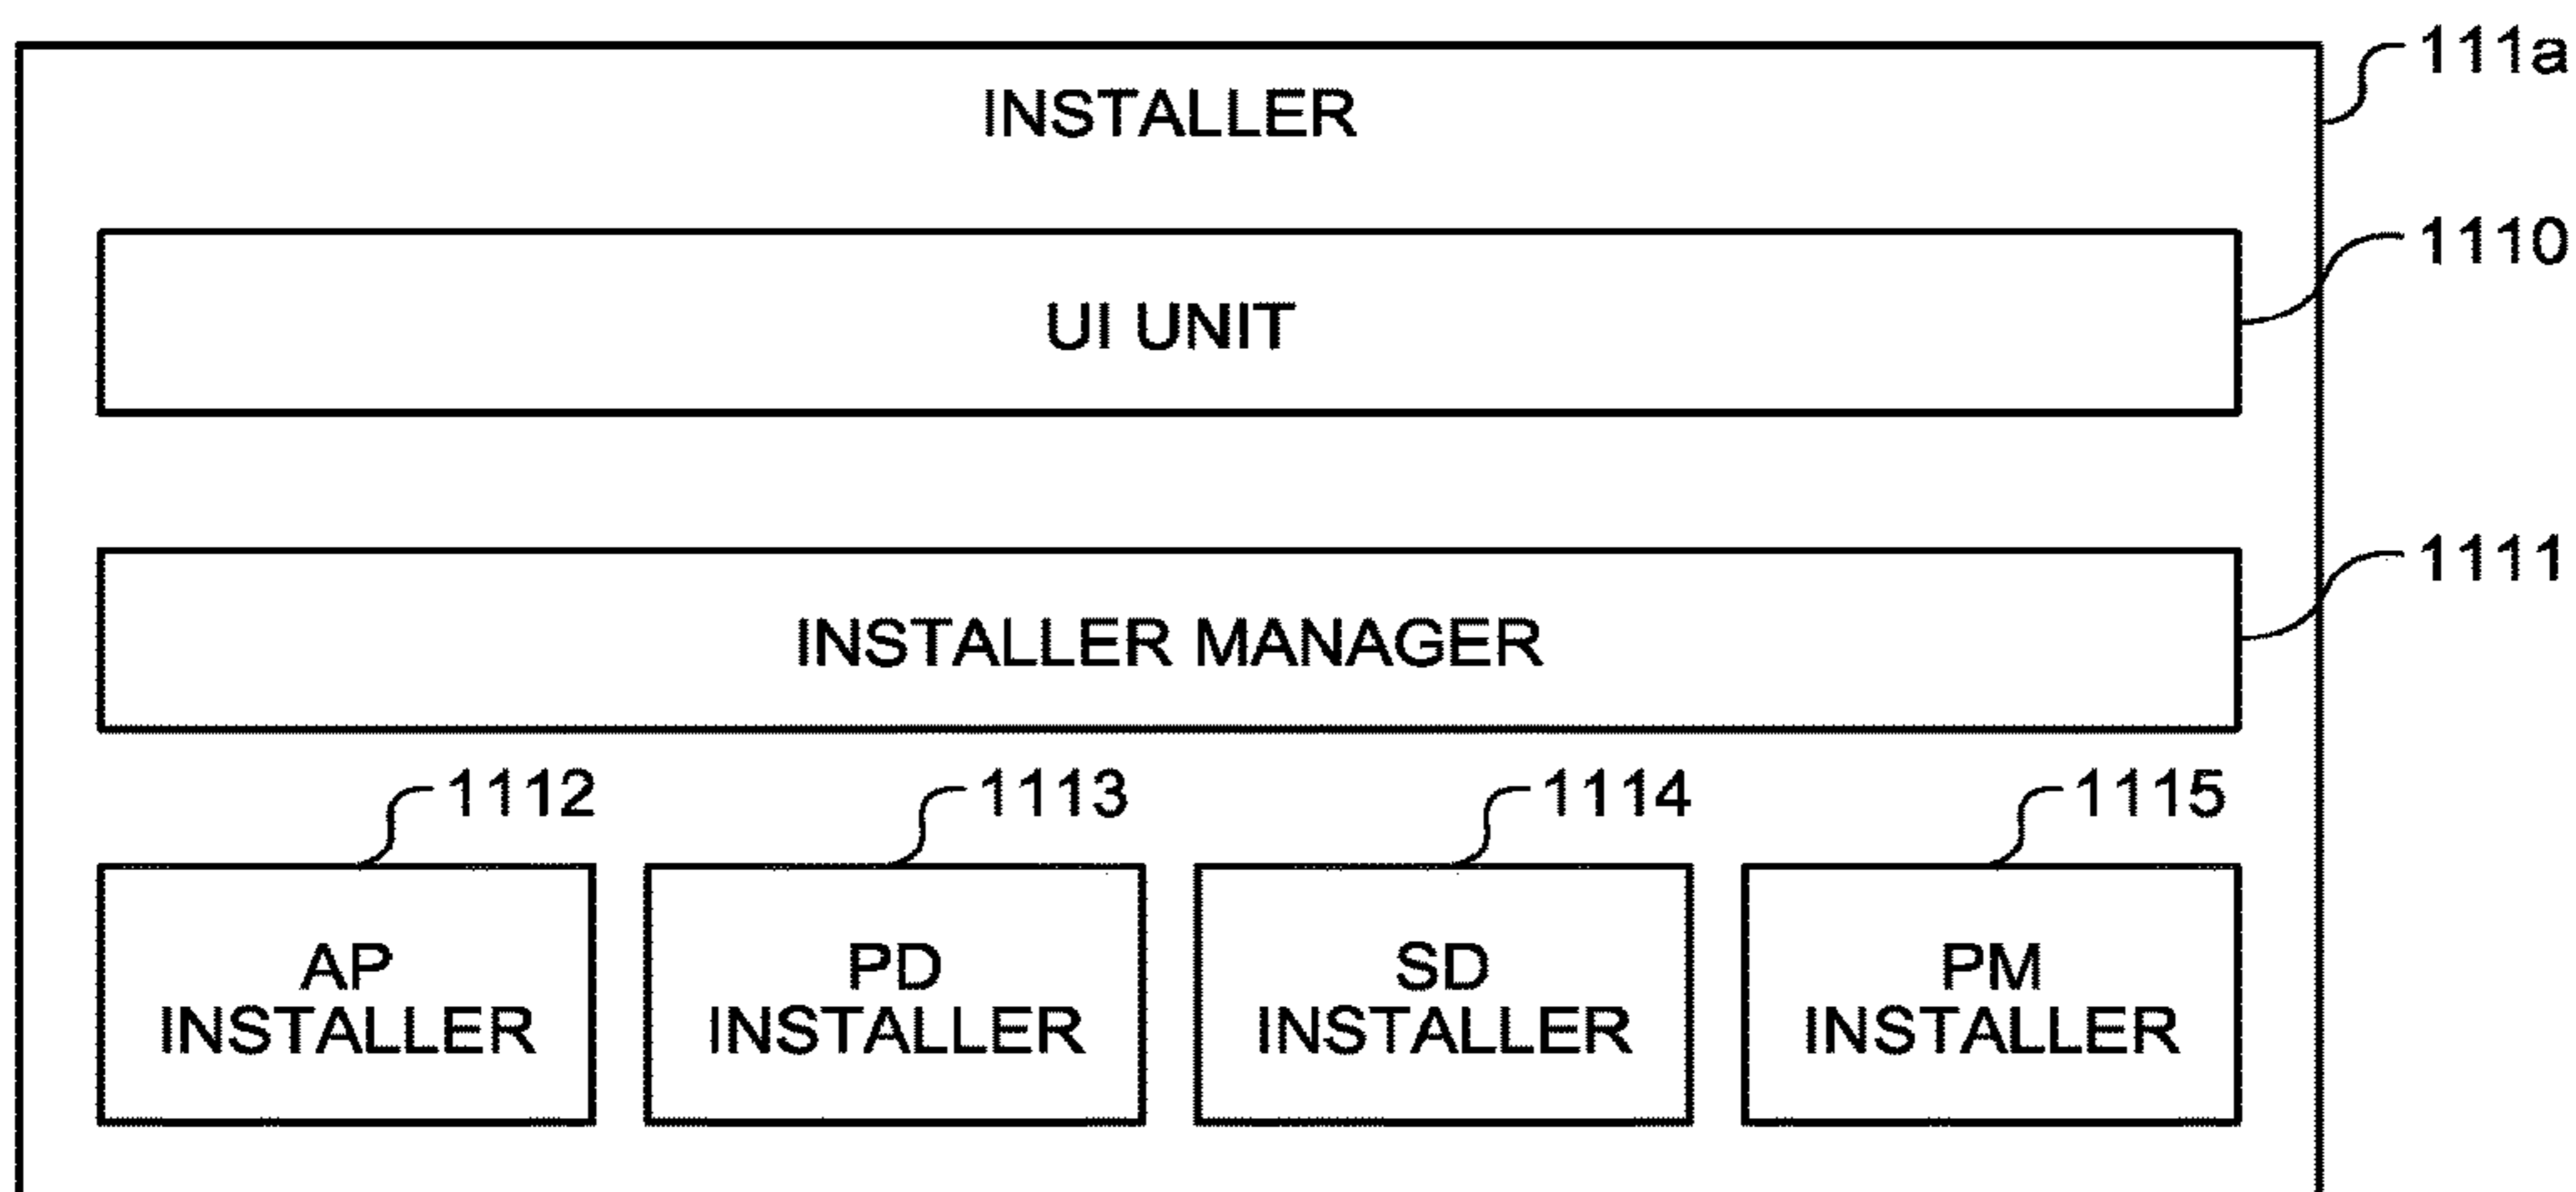 111a
INSTALLER
1110
UI UNIT
1111
INSTALLER MANAGER
1112
1113
1114
1115
AP
INSTALLER
PD
INSTALLER
SD
INSTALLER
PM
INSTALLER